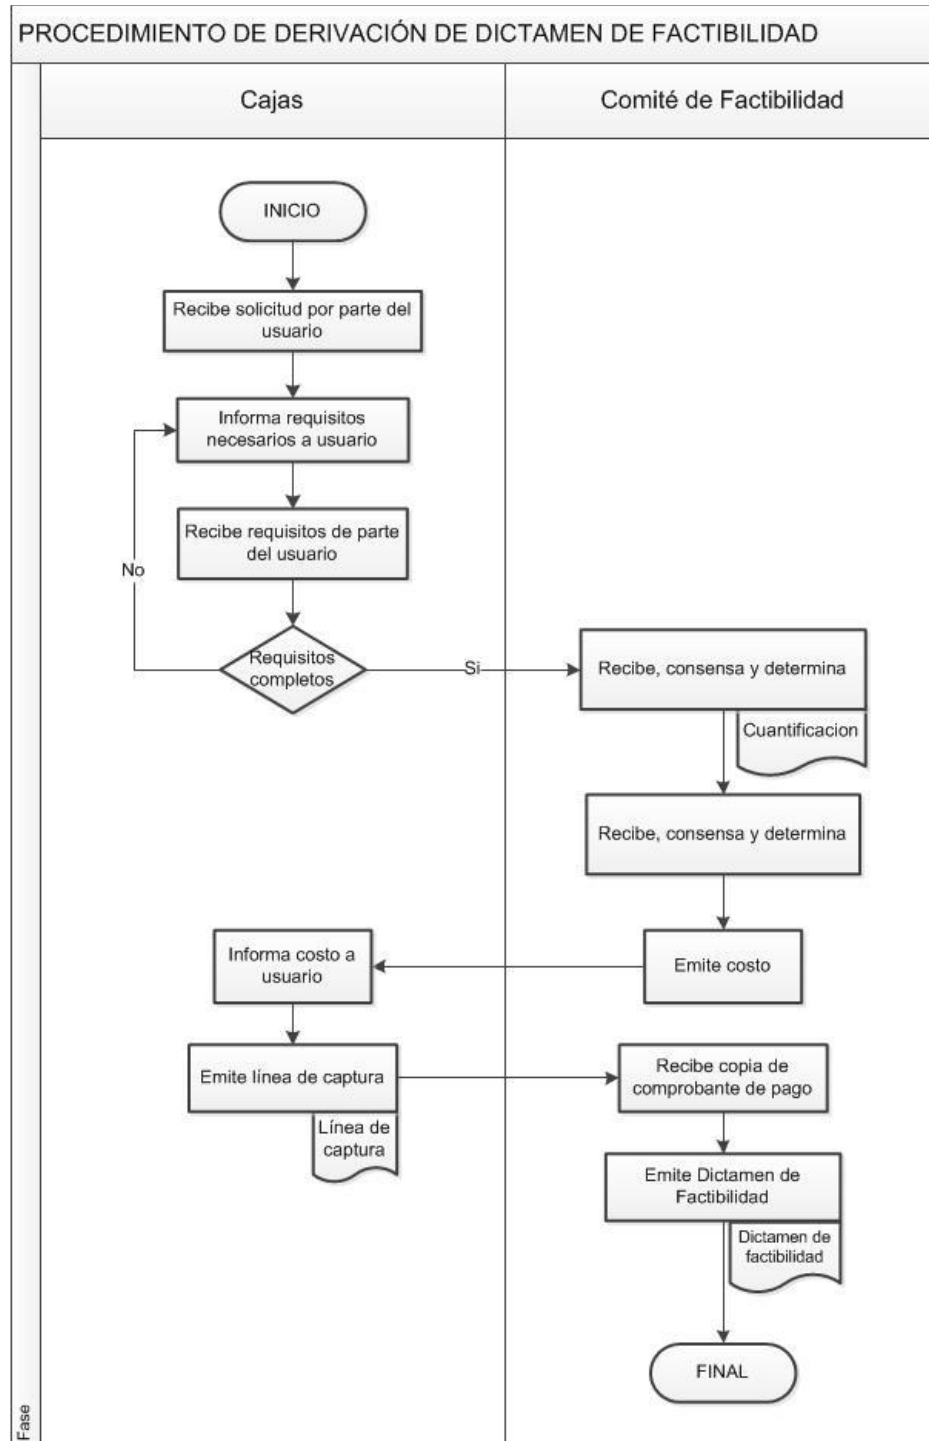 PROCEDIMIENTO DE DERIVACIÓN DE DICTAMEN DE FACTIBILIDAD
Cajas
Comité de Factibilidad
INICIO
Recibe solicitud por parte del
usuario
Informa requisitos
necesarios a usuario
Recibe requisitos de parte
del usuario
No
Requisitos
completos
Si
Recibe, consensa y determina
Cuantificacion
Recibe, consensa y determina
Emite costo
Informa costo a
usuario
Emite línea de captura
Línea de
captura
Recibe copia de
comprobante de pago
Emite Dictamen de
Factibilidad
Dictamen de
factibilidad
FINAL
Fase